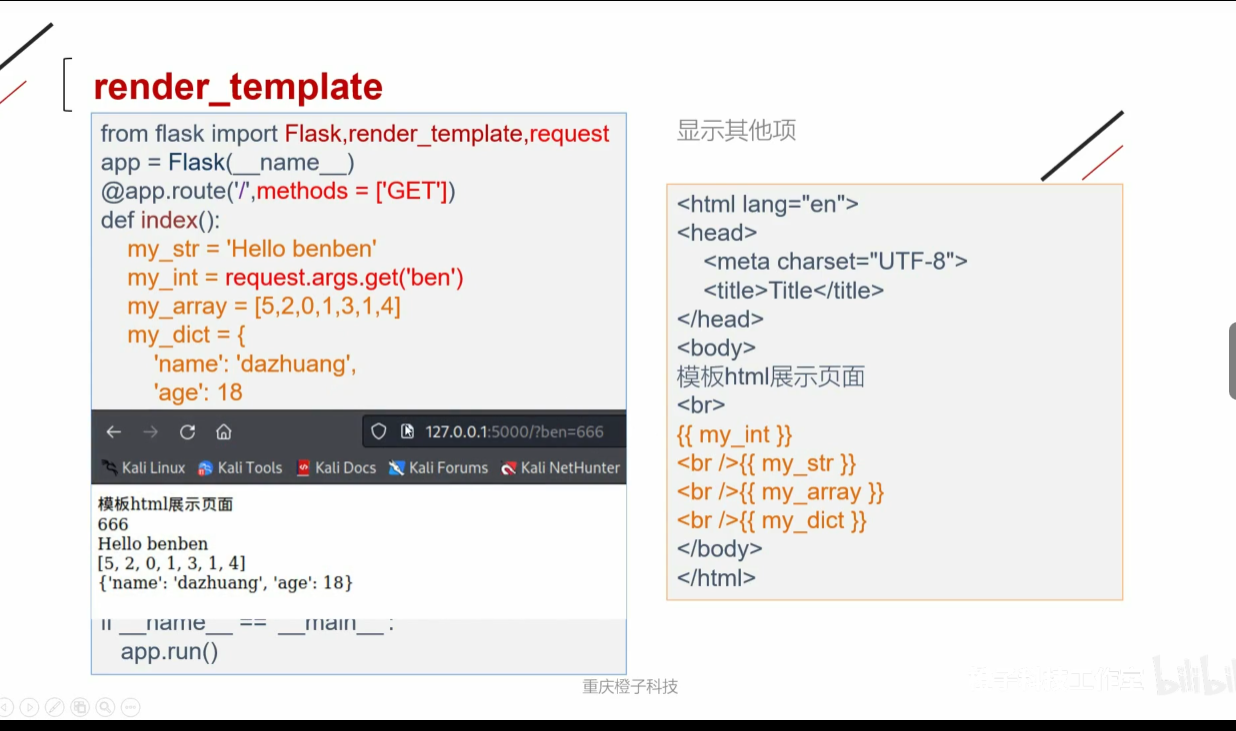 render_template
from flask import Flask,render_template,request
app = Flask(__name__)
@app.route('/',methods = ['GET'])
def index():
my_str = 'Hello benben'
my_int = request.args.get('ben')
my_array = [5,2,0,1,3,1,4]
my_dict = {
'name': 'dazhuang',
'age': 18
127.0.0.1:5000/?ben=666
Kali Linux Kali Tools Kali Docs Kali Forums Kali NetHunter
模板html展示页面
666
Hello benben
[5, 2, 0, 1, 3, 1, 4]
{'name': 'dazhuang', 'age': 18}
if __name__ == '__main__':
app.run()
显示其他项
<html lang="en">
<head>
<meta charset="UTF-8">
<title>Title</title>
</head>
<body>
模板html展示页面
<br>
{{ my_int }}
<br />{{ my_str }}
<br />{{ my_array }}
<br />{{ my_dict }}
</body>
</html>
重庆橙子科技
bilibili